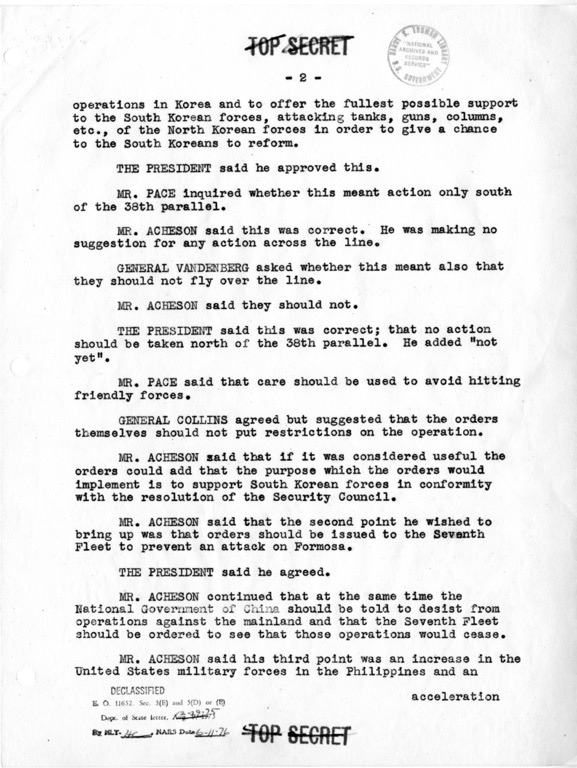 TOP SECRET
HARRY S. TRUMAN LIBRARY
"NATIONAL
ARCHIVES AND
RECORDS
SERVICE"
U.S. GOVERNMENT
- 2 -
operations in Korea and to offer the fullest possible support
to the South Korean forces, attacking tanks, guns, columns,
etc., of the North Korean forces in order to give a chance
to the South Koreans to reform.
THE PRESIDENT said he approved this.
MR. PACE inquired whether this meant action only south
of the 38th parallel.
MR. ACHESON said this was correct. He was making no
suggestion for any action across the line.
GENERAL VANDENBERG asked whether this meant also that
they should not fly over the line.
MR. ACHESON said they should not.
THE PRESIDENT said this was correct; that no action
should be taken north of the 38th parallel. He added "not
yet".
MR. PACE said that care should be used to avoid hitting
friendly forces.
GENERAL COLLINS agreed but suggested that the orders
themselves should not put restrictions on the operation.
MR. ACHESON said that if it was considered useful the
orders could add that the purpose which the orders would
implement is to support South Korean forces in conformity
with the resolution of the Security Council.
MR. ACHESON said that the second point he wished to
bring up was that orders should be issued to the Seventh
Fleet to prevent an attack on Formosa.
THE PRESIDENT said he agreed.
MR. ACHESON continued that at the same time the
National Government of China should be told to desist from
operations against the mainland and that the Seventh Fleet
should be ordered to see that those operations would cease.
MR. ACHESON said his third point was an increase in the
United States military forces in the Philippines and an
acceleration
DECLASSIFIED
E. O. 11652, Sec. 3(E) and 5(D) or (E)
Dept. of State letter,
By NLT- , NARS Date 6-11-76
TOP SECRET